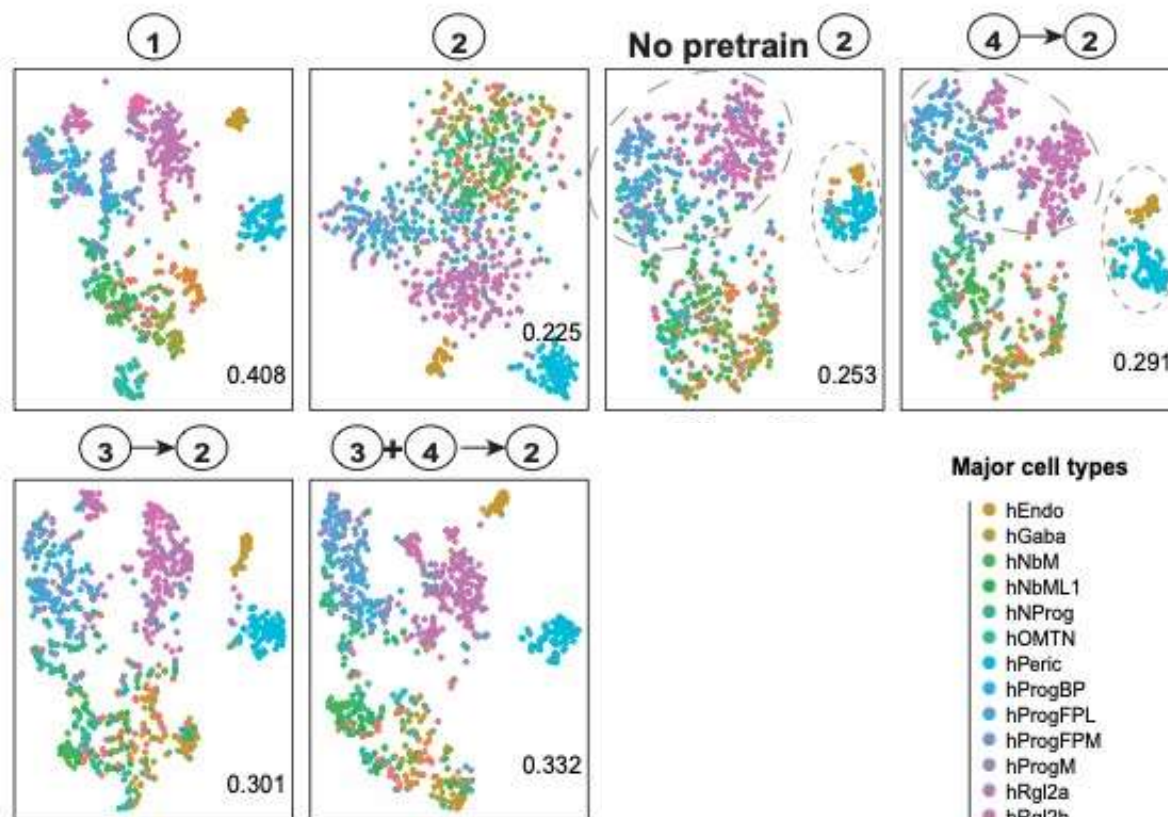 1
2
No pretrain 2
4 → 2
0.408
0.225
0.253
0.291
3 → 2
3 + 4 → 2
0.301
0.332
Major cell types
hEndo
hGaba
hNbM
hNbML1
hNProg
hOMTN
hPeric
hProgBP
hProgFPL
hProgFPM
hProgM
hRgl2a
hRgl2b